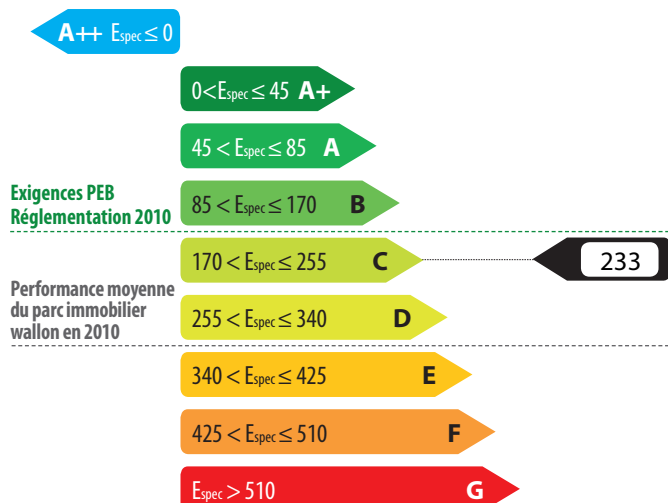 A++ Espec ≤ 0
0<Espec ≤ 45 A+
45 < Espec ≤ 85 A
Exigences PEB
Réglementation 2010
85 < Espec ≤ 170 B
170 < Espec ≤ 255 C
233
Performance moyenne
du parc immobilier
wallon en 2010
255 < Espec ≤ 340 D
340 < Espec ≤ 425 E
425 < Espec ≤ 510 F
Espec > 510 G